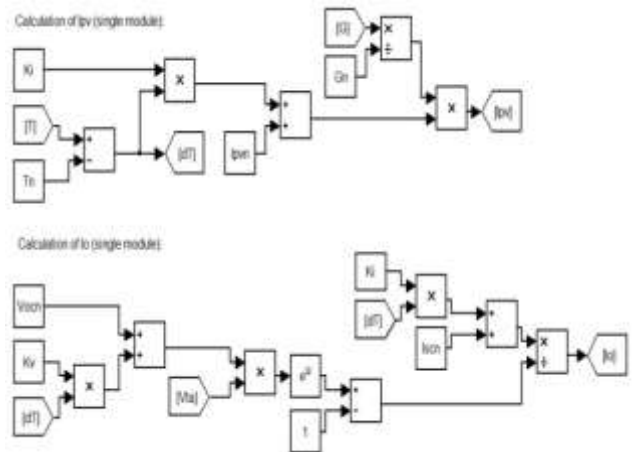 Calculation of Ipv (single module):
[G]
Gn
Ki
[T]
Tn
[dT]
Ipvn
[Ipv]
Calculation of Io (single module):
Vocn
Kv
[dT]
[Vta]
e^u
1
Ki
[dT]
Iscn
[Io]